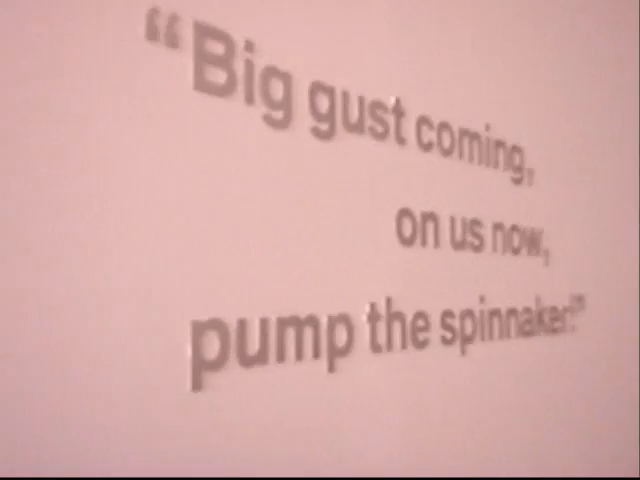 “Big gust coming,
on us now,
pump the spinnaker!”